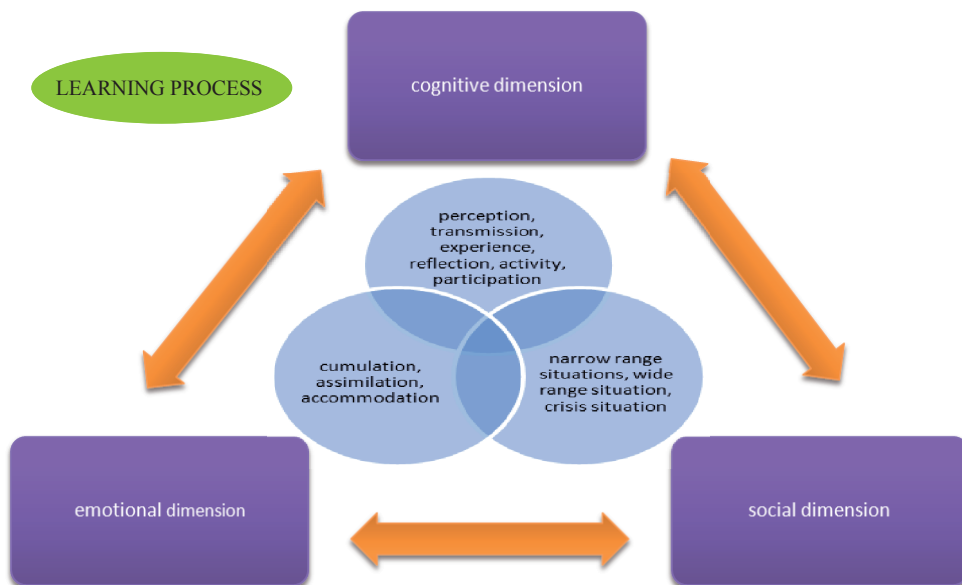 LEARNING PROCESS
cognitive dimension
perception,
transmission,
experience,
reflection, activity,
participation
cumulation,
assimilation,
accommodation
narrow range
situations, wide
range situation,
crisis situation
emotional dimension
social dimension